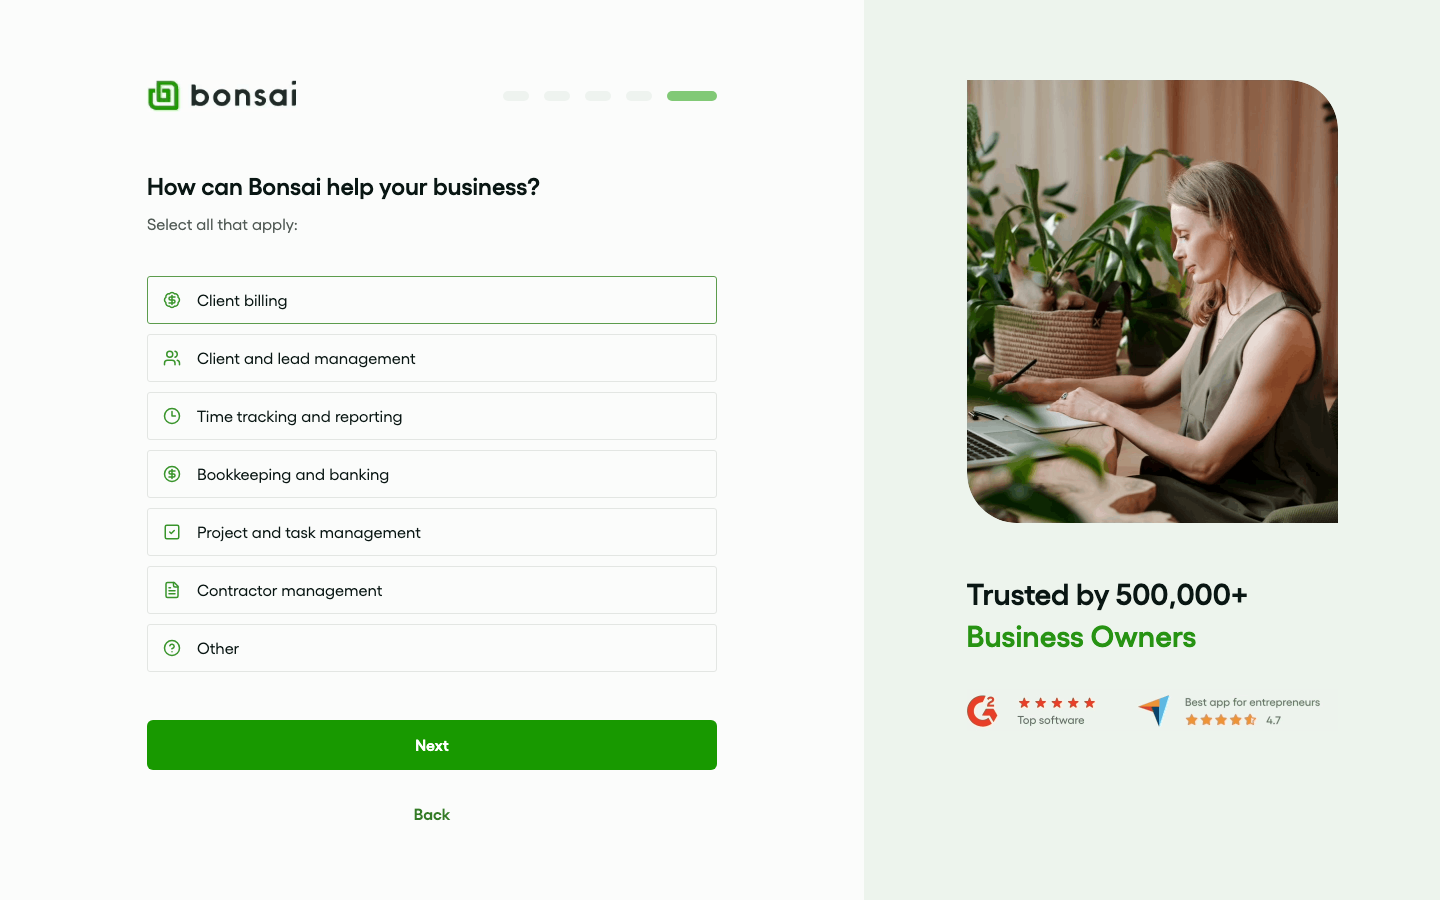 bonsai
How can Bonsai help your business?
Select all that apply:
Client billing
Client and lead management
Time tracking and reporting
Bookkeeping and banking
Project and task management
Contractor management
Other
Next
Back
Trusted by 500,000+
Business Owners
G2
Top software
Best app for entrepreneurs
4.7